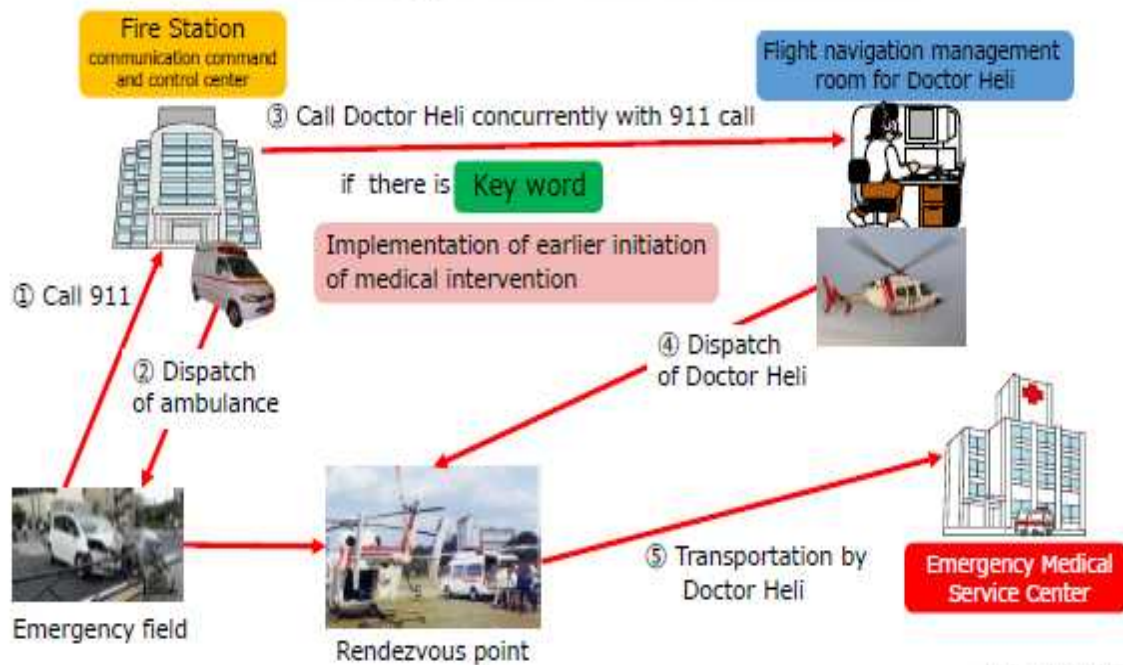 Fire Station
communication command
and control center
Flight navigation management
room for Doctor Heli
③ Call Doctor Heli concurrently with 911 call
if there is Key word
Implementation of earlier initiation
of medical intervention
① Call 911
② Dispatch
of ambulance
④ Dispatch
of Doctor Heli
⑤ Transportation by
Doctor Heli
Emergency Medical
Service Center
Emergency field
Rendezvous point